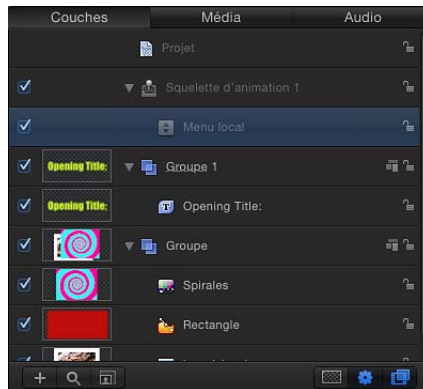 Couches Média Audio
Projet
Squelette d'animation 1
Menu local
Opening Title: Groupe 1
Opening Title: Opening Title:
Groupe
Spirales
Rectangle